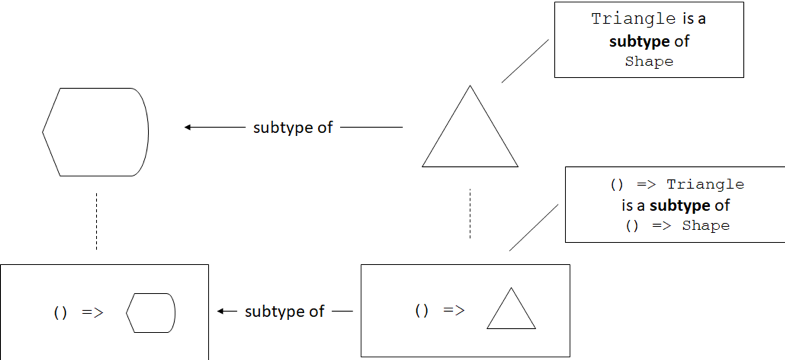 Triangle is a
subtype of
Shape
subtype of
() => Triangle
is a subtype of
() => Shape
() =>
subtype of
() =>